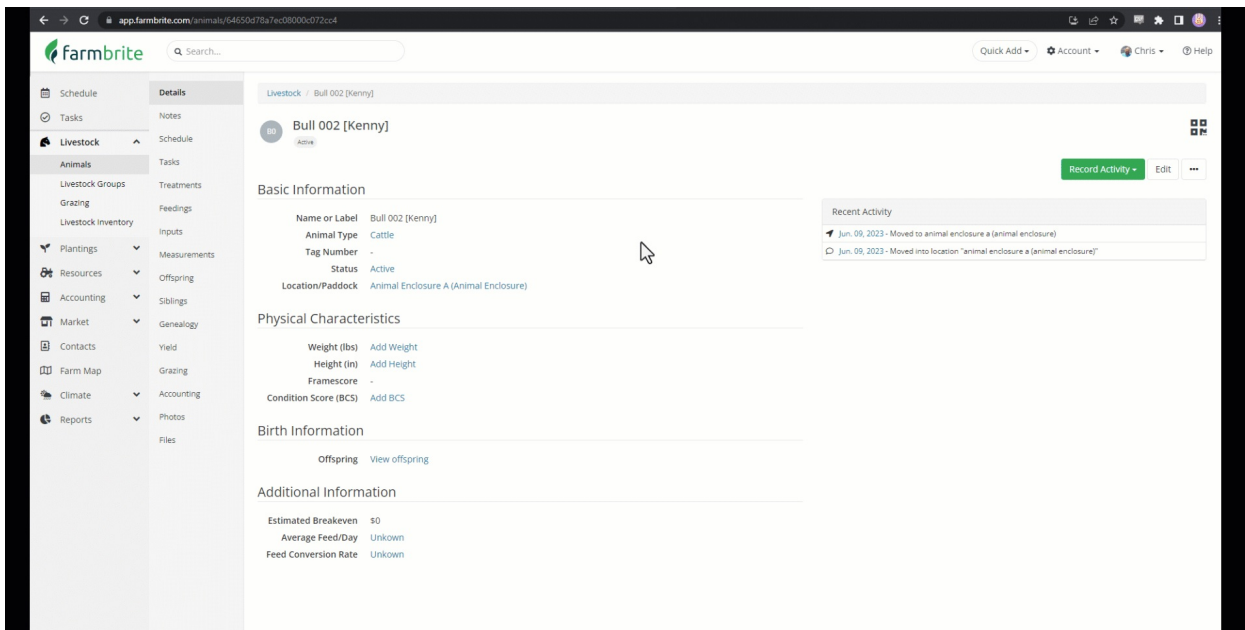 app.farmbrite.com/animals/64650d78a7ec08000c072cc4
farmbrite
Search...
Quick Add
Account
Chris
Help
Schedule
Tasks
Livestock
Animals
Livestock Groups
Grazing
Livestock Inventory
Plantings
Resources
Accounting
Market
Contacts
Farm Map
Climate
Reports
Details
Notes
Schedule
Tasks
Treatments
Feedings
Inputs
Measurements
Offspring
Siblings
Genealogy
Yield
Grazing
Accounting
Photos
Files
Livestock / Bull 002 [Kenny]
B0
Bull 002 [Kenny]
Active
Record Activity
Edit
Basic Information
Name or Label Bull 002 [Kenny]
Animal Type Cattle
Tag Number -
Status Active
Location/Paddock Animal Enclosure A (Animal Enclosure)
Physical Characteristics
Weight (lbs) Add Weight
Height (in) Add Height
Framescore -
Condition Score (BCS) Add BCS
Birth Information
Offspring View offspring
Additional Information
Estimated Breakeven $0
Average Feed/Day Unkown
Feed Conversion Rate Unkown
Recent Activity
Jun. 09, 2023 - Moved to animal enclosure a (animal enclosure)
Jun. 09, 2023 - Moved into location "animal enclosure a (animal enclosure)"